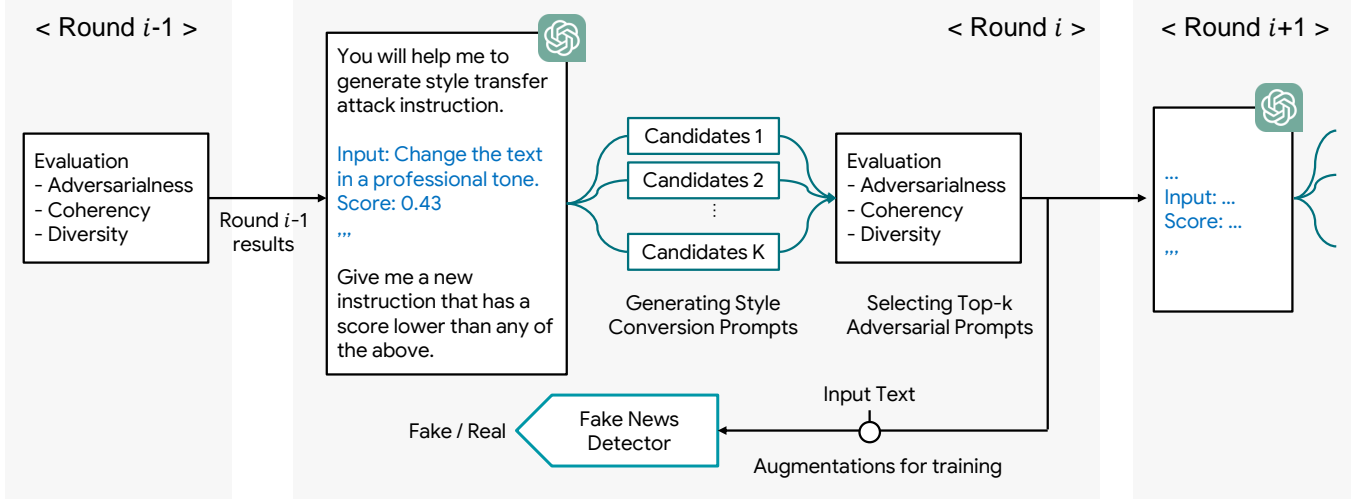 < Round i-1 >
Evaluation
- Adversarialness
- Coherency
- Diversity
Round i-1
results
< Round i >
You will help me to
generate style transfer
attack instruction.
Input: Change the text
in a professional tone.
Score: 0.43
,,,
Give me a new
instruction that has a
score lower than any of
the above.
Candidates 1
Candidates 2
⋮
Candidates K
Generating Style
Conversion Prompts
Evaluation
- Adversarialness
- Coherency
- Diversity
Selecting Top-k
Adversarial Prompts
Input Text
Augmentations for training
Fake News
Detector
Fake / Real
< Round i+1 >
...
Input: ...
Score: ...
,,,